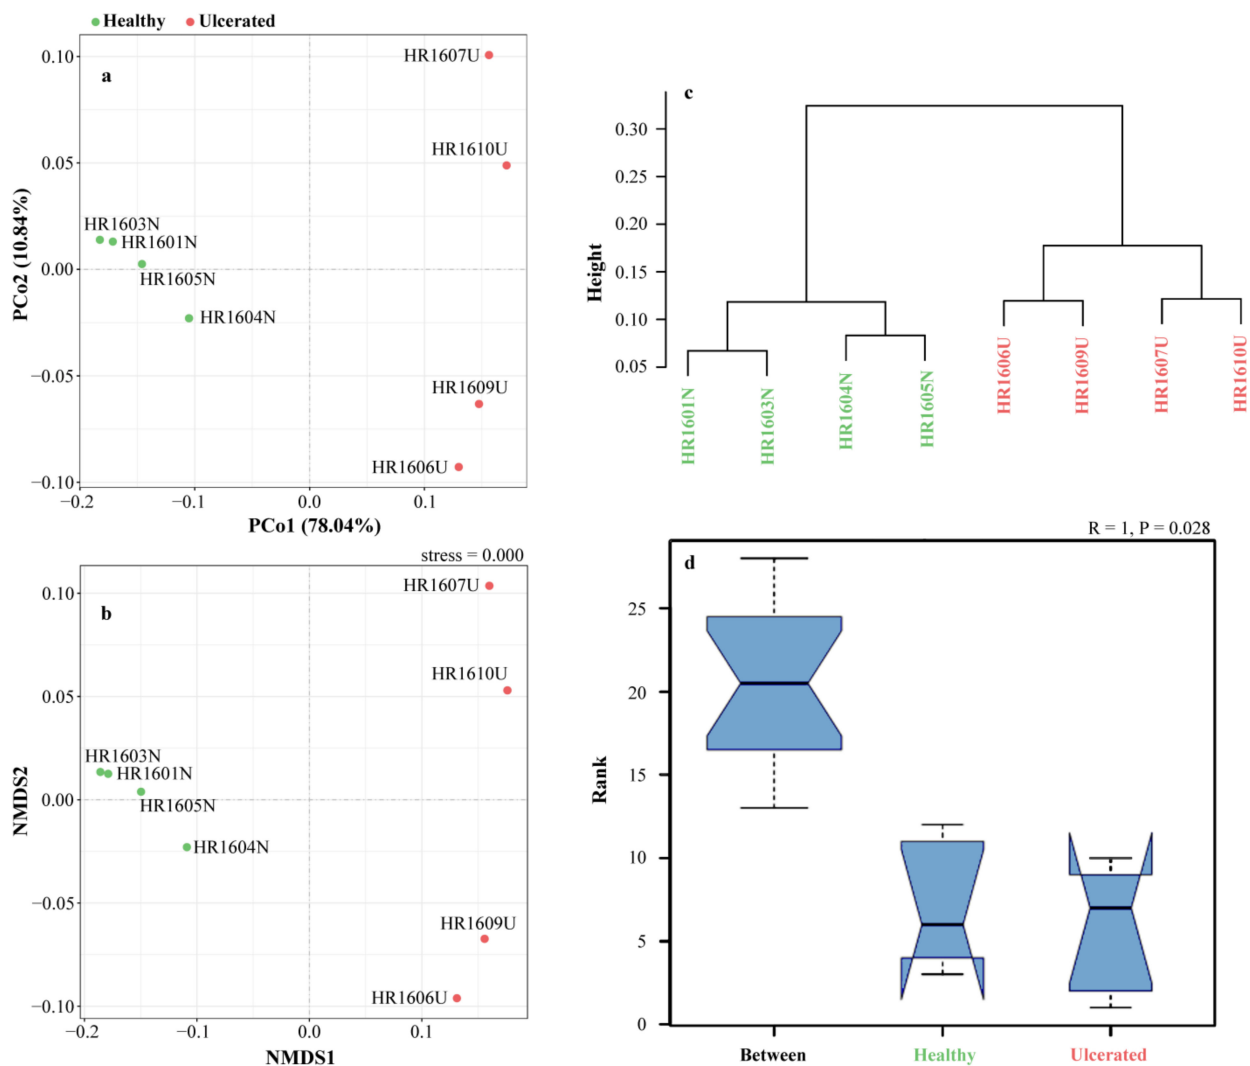 Healthy Ulcerated
a
HR1607U
HR1610U
HR1603N
HR1601N
HR1605N
HR1604N
HR1609U
HR1606U
0.10
0.05
0.00
−0.05
−0.10
−0.2 −0.1 0.0 0.1
PCo2 (10.84%)
PCo1 (78.04%)
stress = 0.000
b
HR1607U
HR1610U
HR1603N
HR1601N
HR1605N
HR1604N
HR1609U
HR1606U
0.10
0.05
0.00
−0.05
−0.10
−0.2 −0.1 0.0 0.1
NMDS2
NMDS1
c
0.30
0.25
0.20
0.15
0.10
0.05
Height
HR1601N
HR1603N
HR1604N
HR1605N
HR1606U
HR1609U
HR1607U
HR1610U
R = 1, P = 0.028
d
25
20
15
10
5
0
Rank
Between Healthy Ulcerated